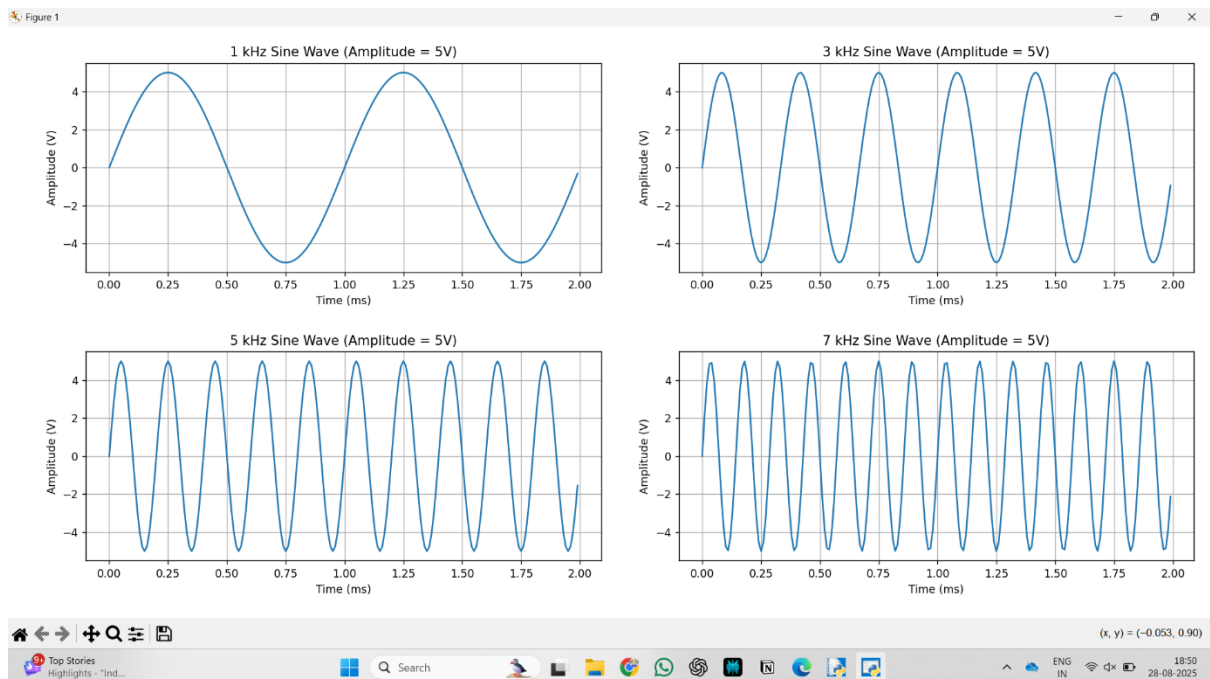 Figure 1
1 kHz Sine Wave (Amplitude = 5V)
Amplitude (V)
4
2
0
−2
−4
0.00 0.25 0.50 0.75 1.00 1.25 1.50 1.75 2.00
Time (ms)
3 kHz Sine Wave (Amplitude = 5V)
Amplitude (V)
4
2
0
−2
−4
0.00 0.25 0.50 0.75 1.00 1.25 1.50 1.75 2.00
Time (ms)
5 kHz Sine Wave (Amplitude = 5V)
Amplitude (V)
4
2
0
−2
−4
0.00 0.25 0.50 0.75 1.00 1.25 1.50 1.75 2.00
Time (ms)
7 kHz Sine Wave (Amplitude = 5V)
Amplitude (V)
4
2
0
−2
−4
0.00 0.25 0.50 0.75 1.00 1.25 1.50 1.75 2.00
Time (ms)
(x, y) = (−0.053, 0.90)
9+
Top Stories
Highlights - "Ind...
Search
ENG
IN
18:50
28-08-2025